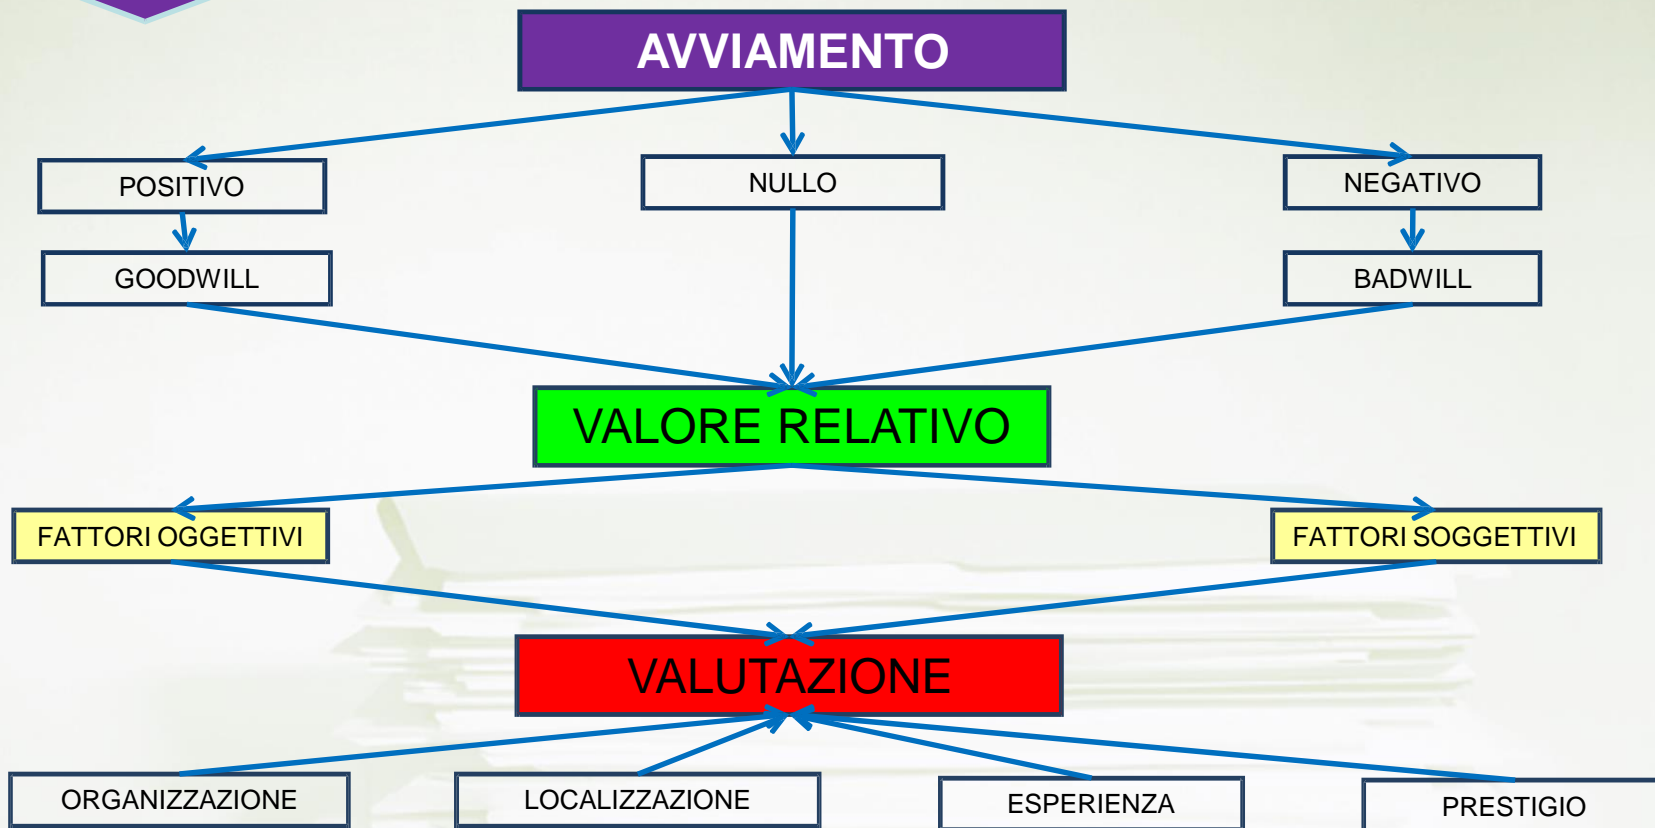 AVVIAMENTO
POSITIVO
NULLO
NEGATIVO
GOODWILL
BADWILL
VALORE RELATIVO
FATTORI OGGETTIVI
FATTORI SOGGETTIVI
VALUTAZIONE
ORGANIZZAZIONE
LOCALIZZAZIONE
ESPERIENZA
PRESTIGIO